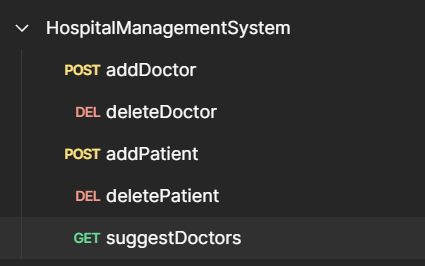 HospitalManagementSystem
POST addDoctor
DEL deleteDoctor
POST addPatient
DEL deletePatient
GET suggestDoctors